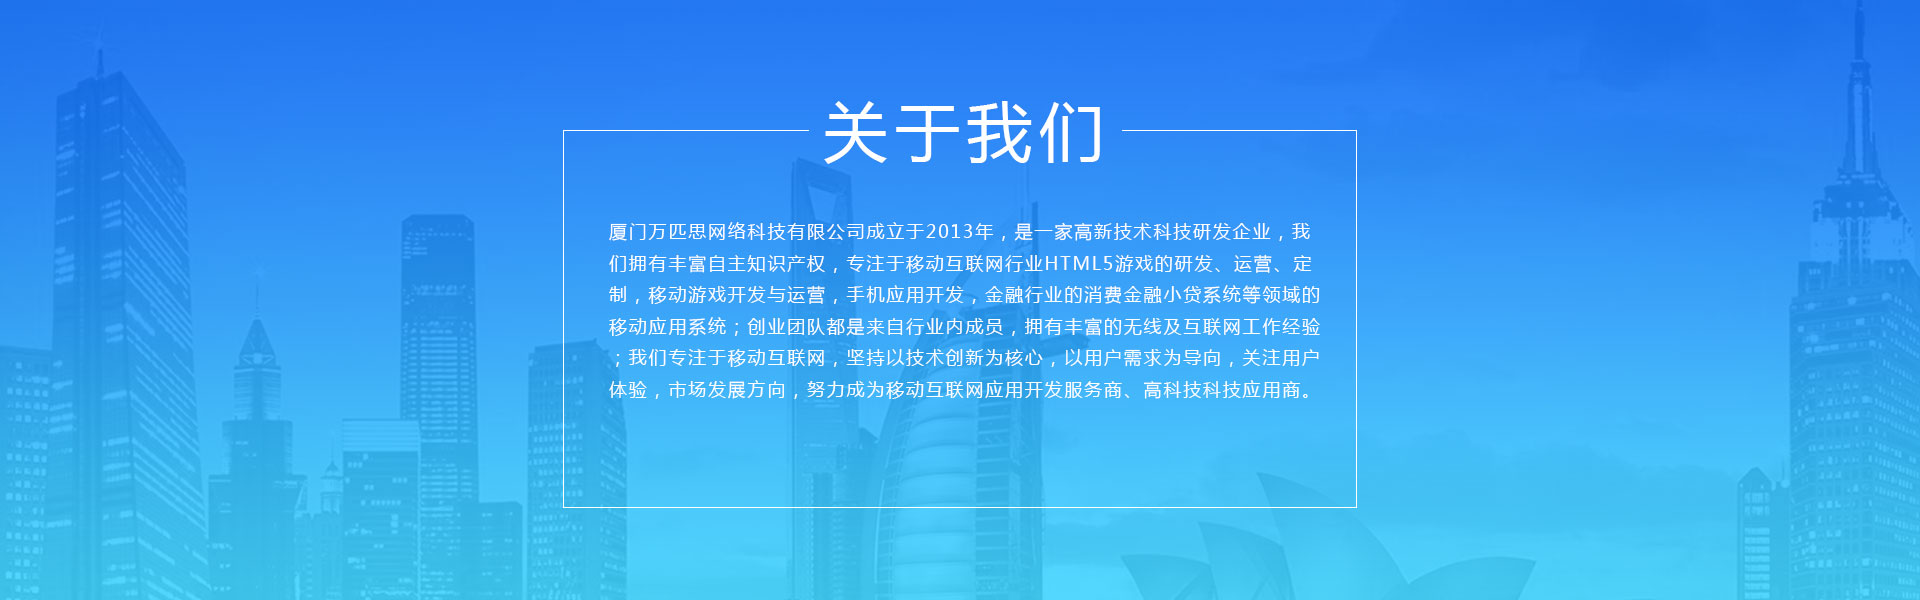 关于我们
厦门万匹思网络科技有限公司成立于2013年，是一家高新技术科技研发企业，我
们拥有丰富自主知识产权，专注于移动互联网行业HTML5游戏的研发、运营、定
制，移动游戏开发与运营，手机应用开发，金融行业的消费金融小贷系统等领域的
移动应用系统；创业团队都是来自行业内成员，拥有丰富的无线及互联网工作经验
；我们专注于移动互联网，坚持以技术创新为核心，以用户需求为导向，关注用户
体验，市场发展方向，努力成为移动互联网应用开发服务商、高科技科技应用商。